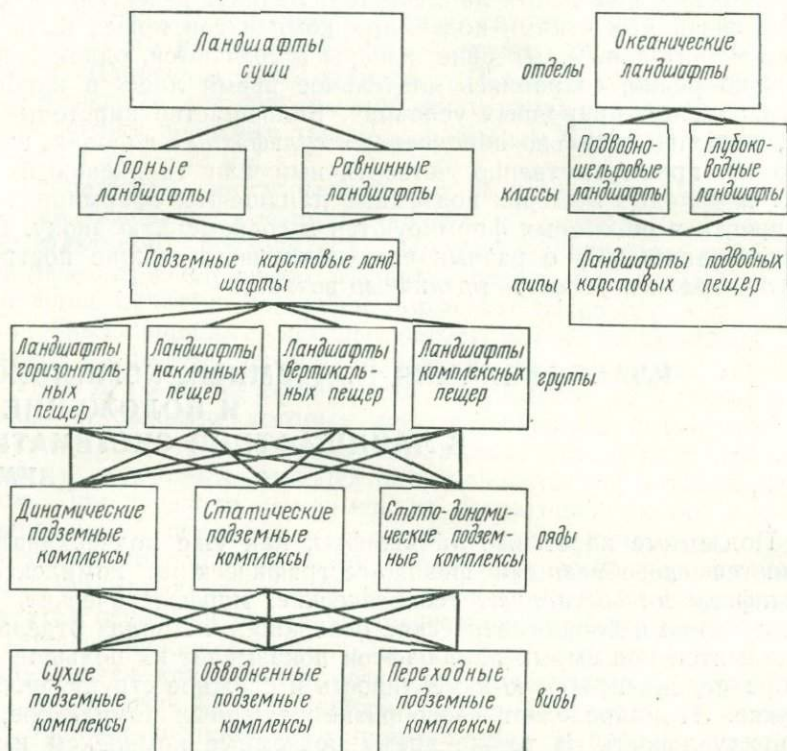 Ландшафты
суши
отделы
Океанические
ландшафты
Горные
ландшафты
Равнинные
ландшафты
классы
Подводно-
шельфовые
ландшафты
Глубоко-
водные
ландшафты
Подземные карстовые ланд-
шафты
типы
Ландшафты подводных
карстовых пещер
Ландшафты
горизонталь-
ных
пещер
Ландшафты
наклонных
пещер
Ландшафты
вертикаль-
ных пещер
Ландшафты
комплексных
пещер
группы
Динамические
подземные
комплексы
Статические
подземные
комплексы
Стато-динами-
ческие подзем-
ные комплексы
ряды
Сухие
подземные
комплексы
Обводненные
подземные
комплексы
Переходные
подземные
комплексы
виды